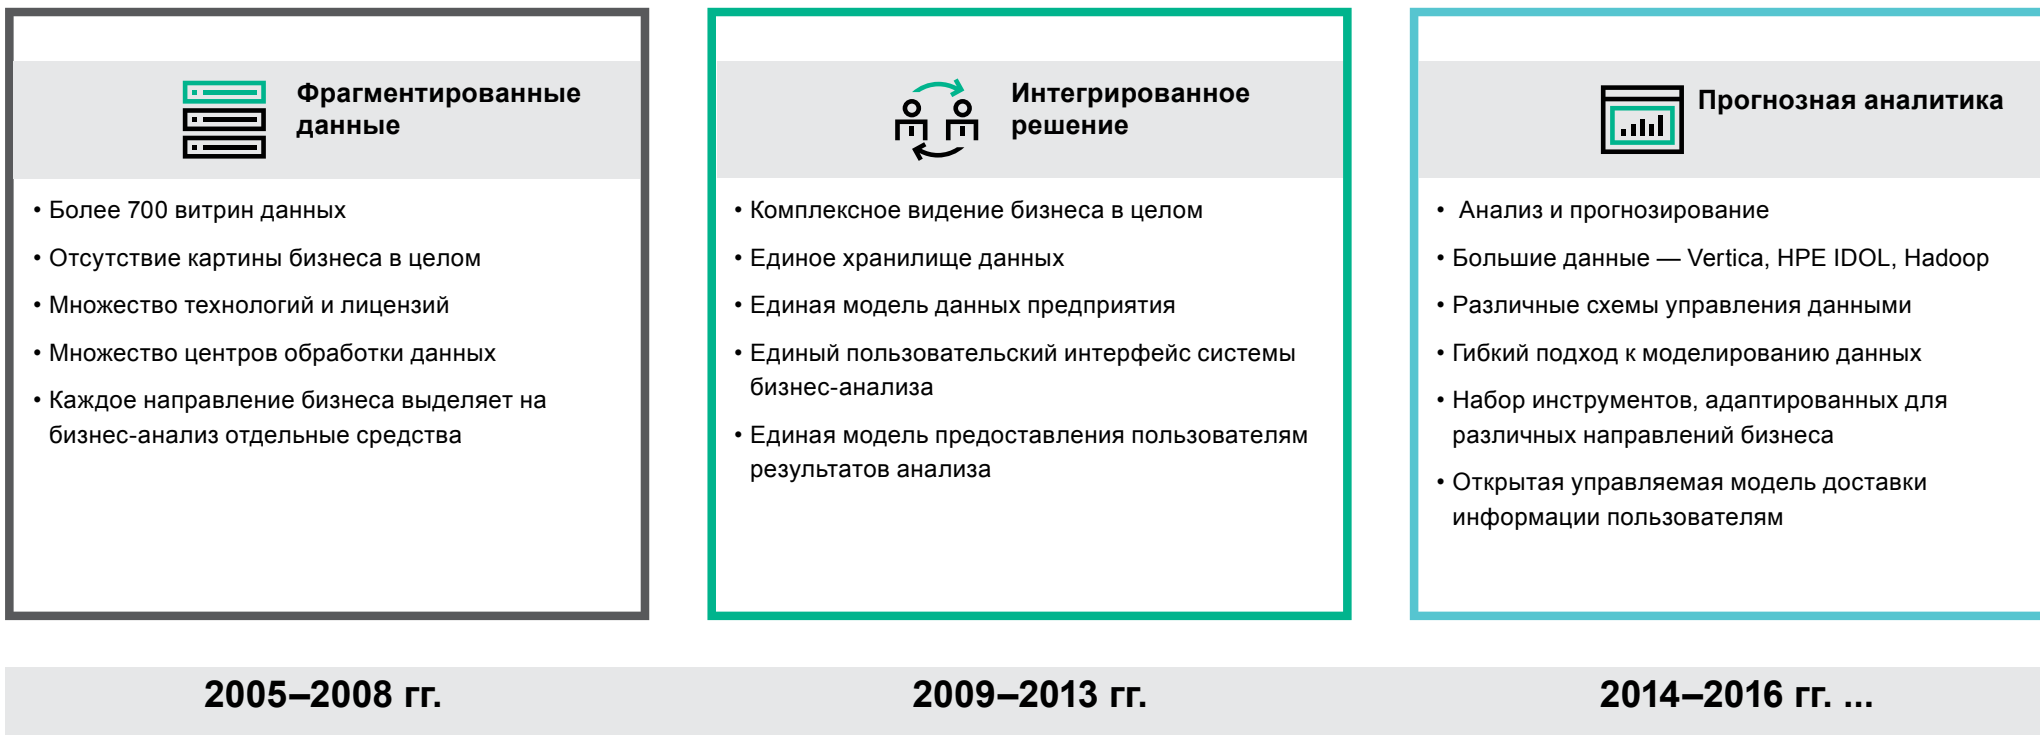 Фрагментированные
данные
• Более 700 витрин данных
• Отсутствие картины бизнеса в целом
• Множество технологий и лицензий
• Множество центров обработки данных
• Каждое направление бизнеса выделяет на
бизнес-анализ отдельные средства
Интегрированное
решение
• Комплексное видение бизнеса в целом
• Единое хранилище данных
• Единая модель данных предприятия
• Единый пользовательский интерфейс системы
бизнес-анализа
• Единая модель предоставления пользователям
результатов анализа
Прогнозная аналитика
• Анализ и прогнозирование
• Большие данные — Vertica, HPE IDOL, Hadoop
• Различные схемы управления данными
• Гибкий подход к моделированию данных
• Набор инструментов, адаптированных для
различных направлений бизнеса
• Открытая управляемая модель доставки
информации пользователям
2005–2008 гг.
2009–2013 гг.
2014–2016 гг. ...